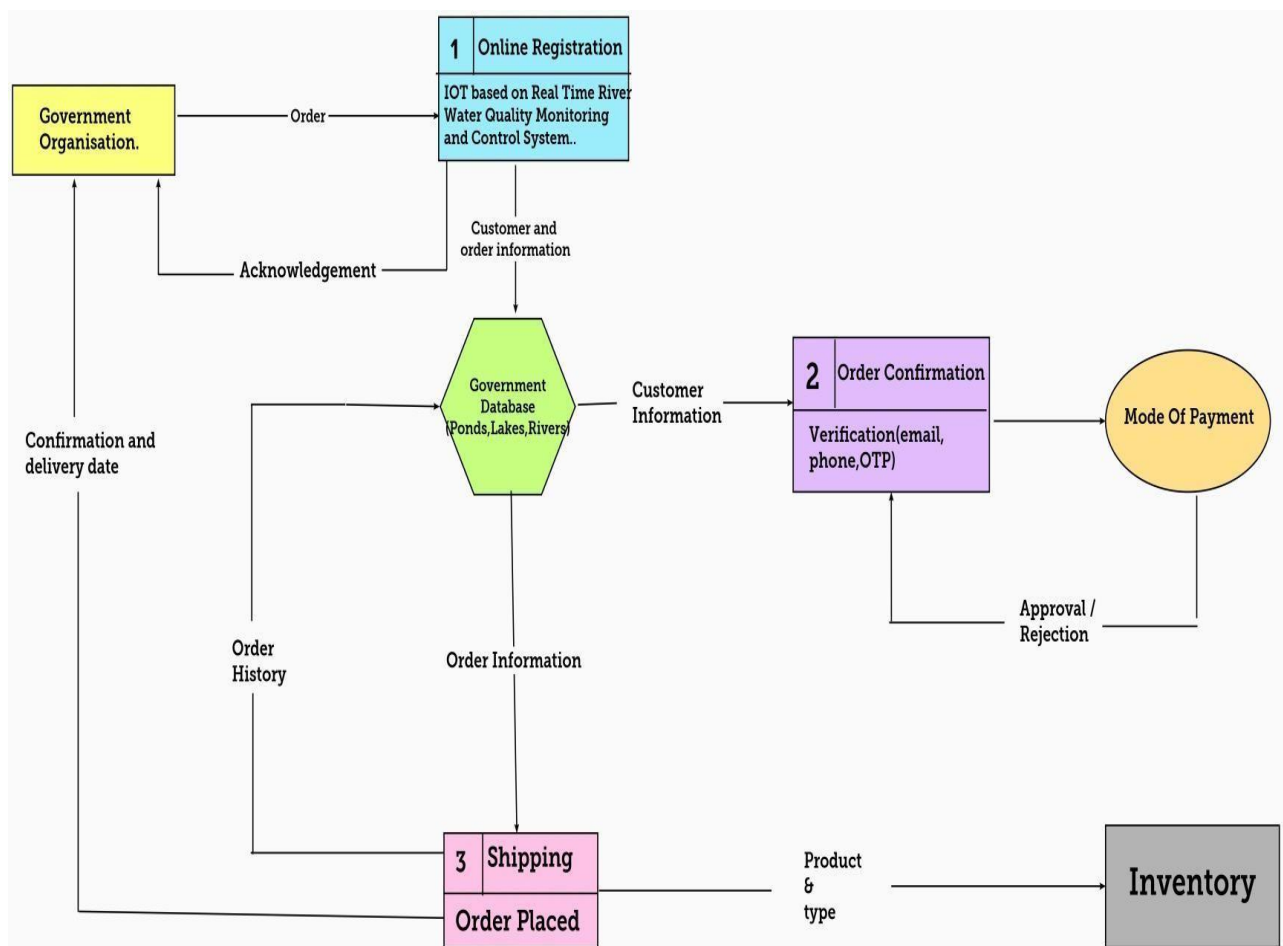 1
Online Registration
IOT based on Real Time River
Water Quality Monitoring
and Control System..
Government
Organisation.
Order
Customer and
order information
Acknowledgement
Government
Database
(Ponds,Lakes,Rivers)
Customer
Information
2
Order Confirmation
Verification(email,
phone,OTP)
Mode Of Payment
Confirmation and
delivery date
Approval /
Rejection
Order
History
Order Information
3
Shipping
Order Placed
Product
&
type
Inventory